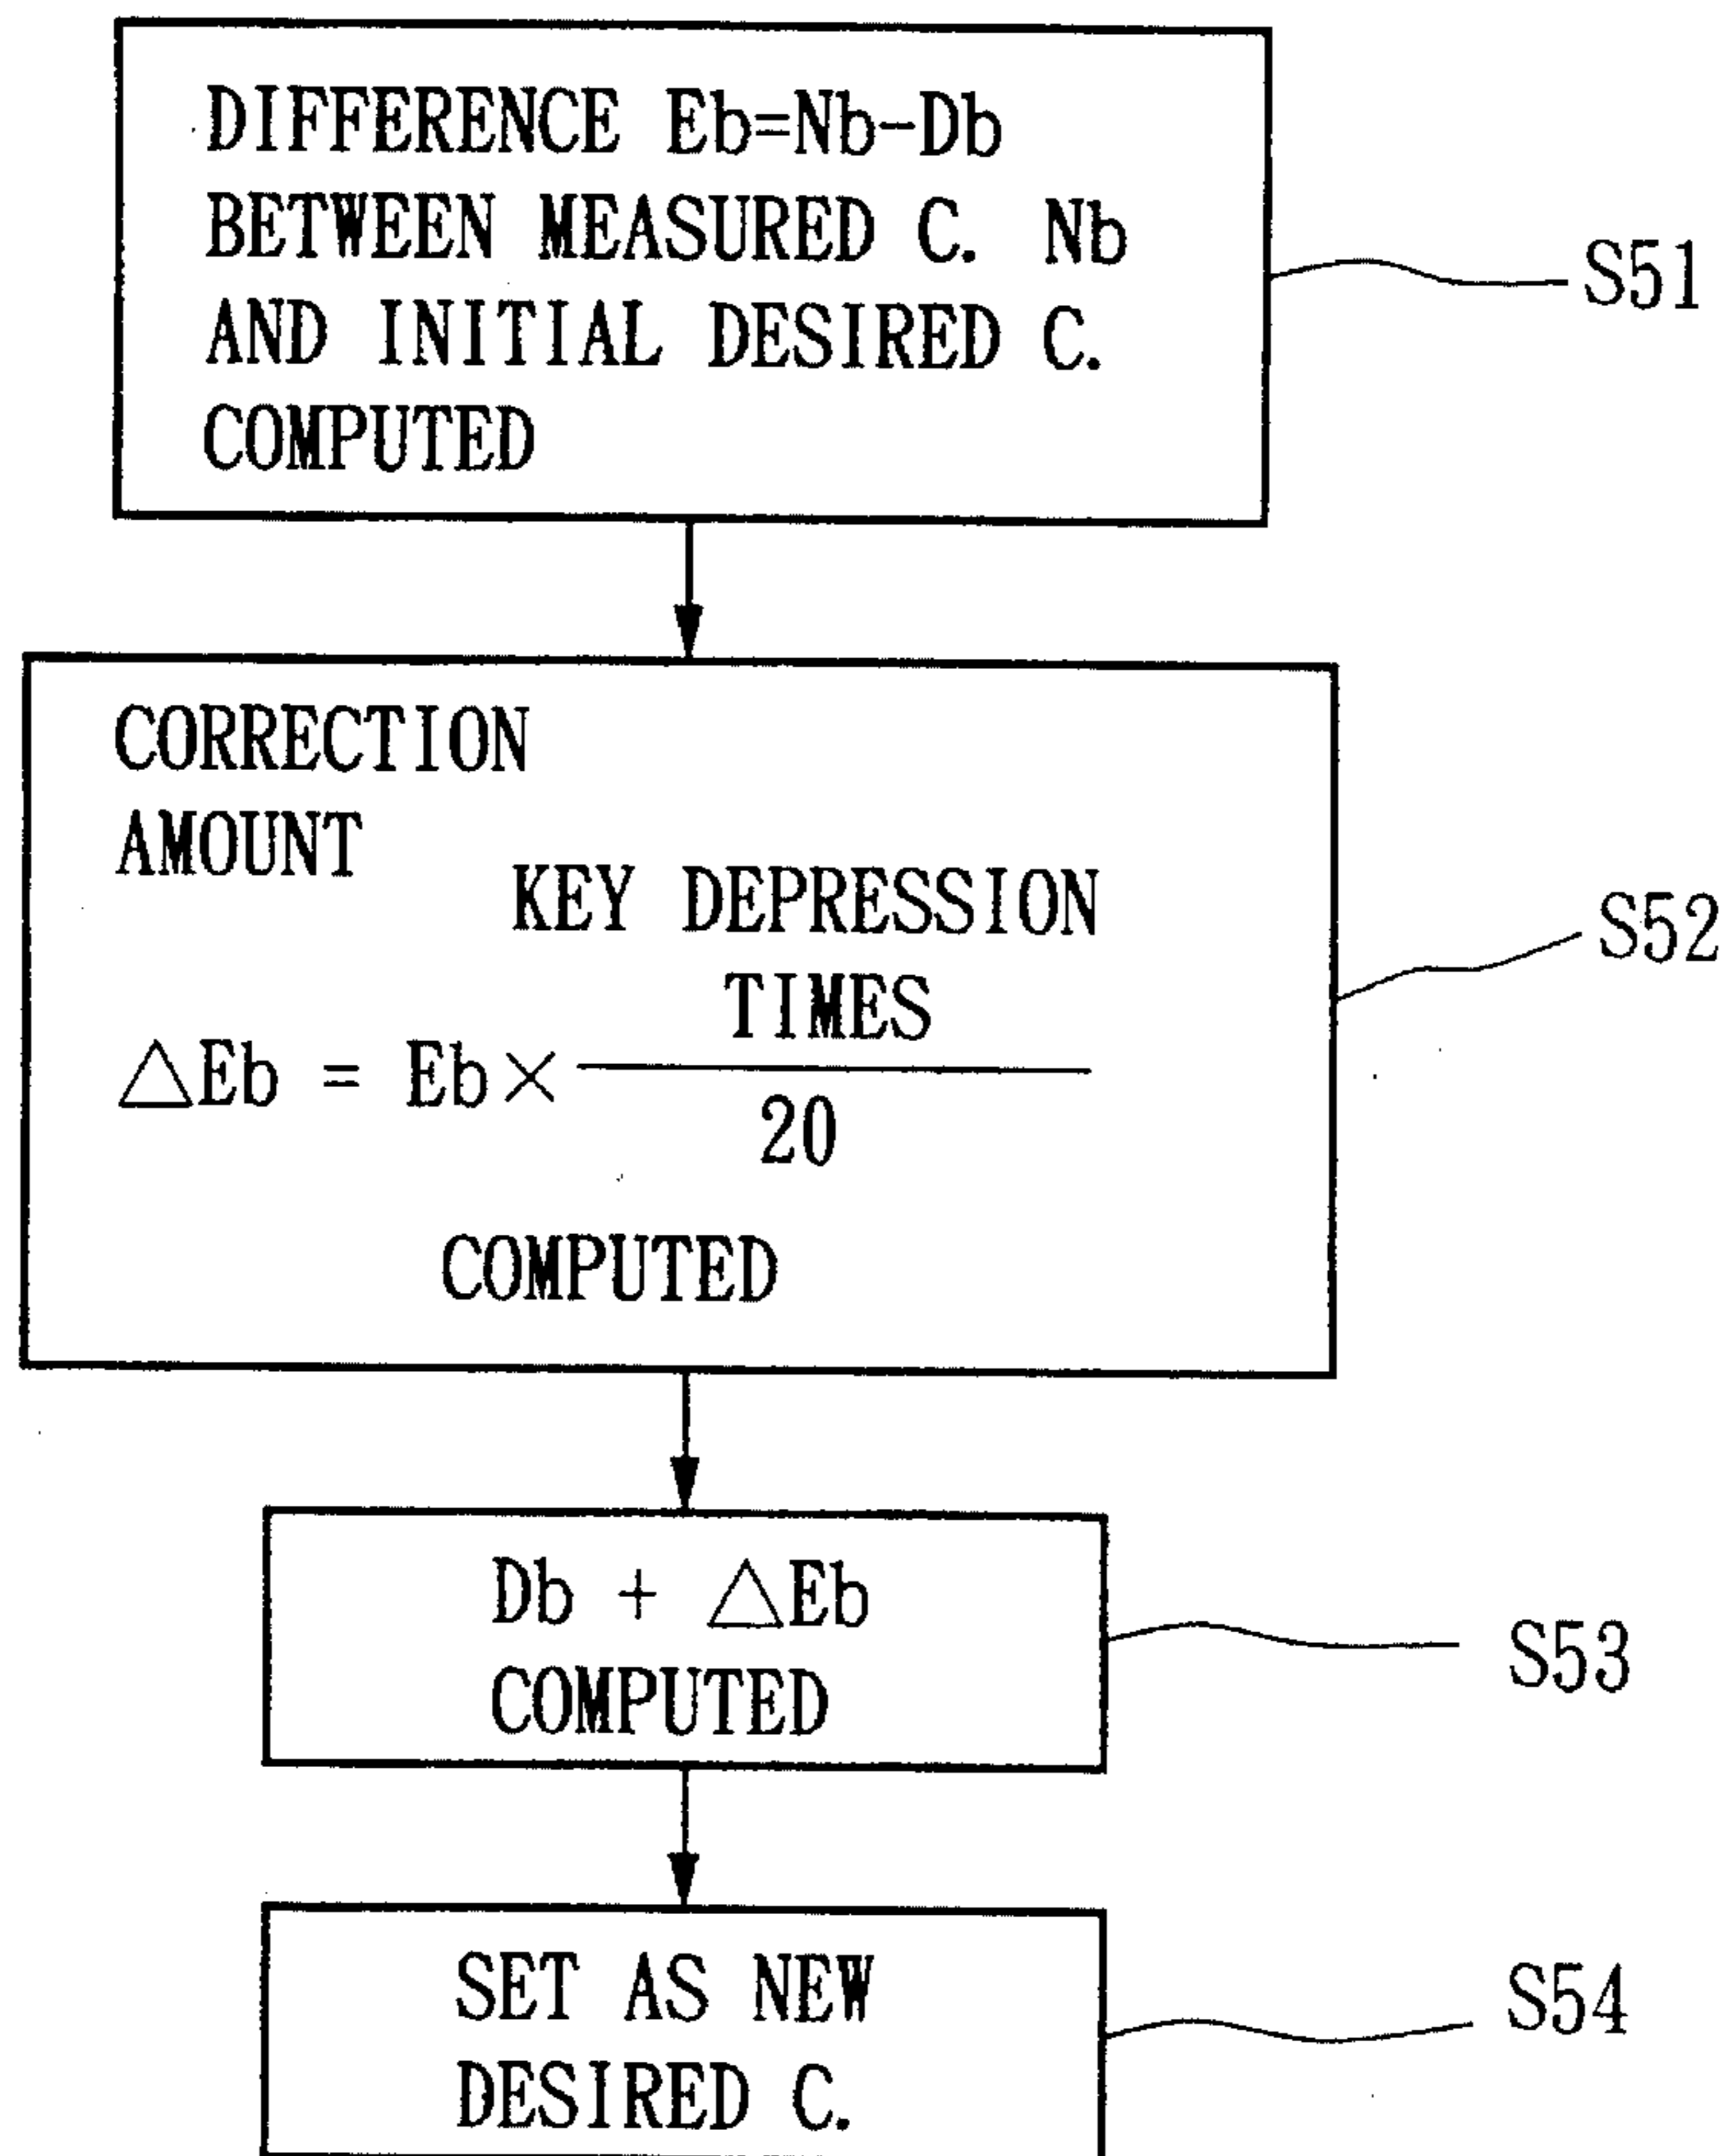 DIFFERENCE Eb=Nb-Db
BETWEEN MEASURED C. Nb
AND INITIAL DESIRED C.
COMPUTED
S51
CORRECTION
AMOUNT
KEY DEPRESSION
TIMES
△Eb = Eb×
20
COMPUTED
S52
Db + △Eb
COMPUTED
S53
SET AS NEW
DESIRED C.
S54